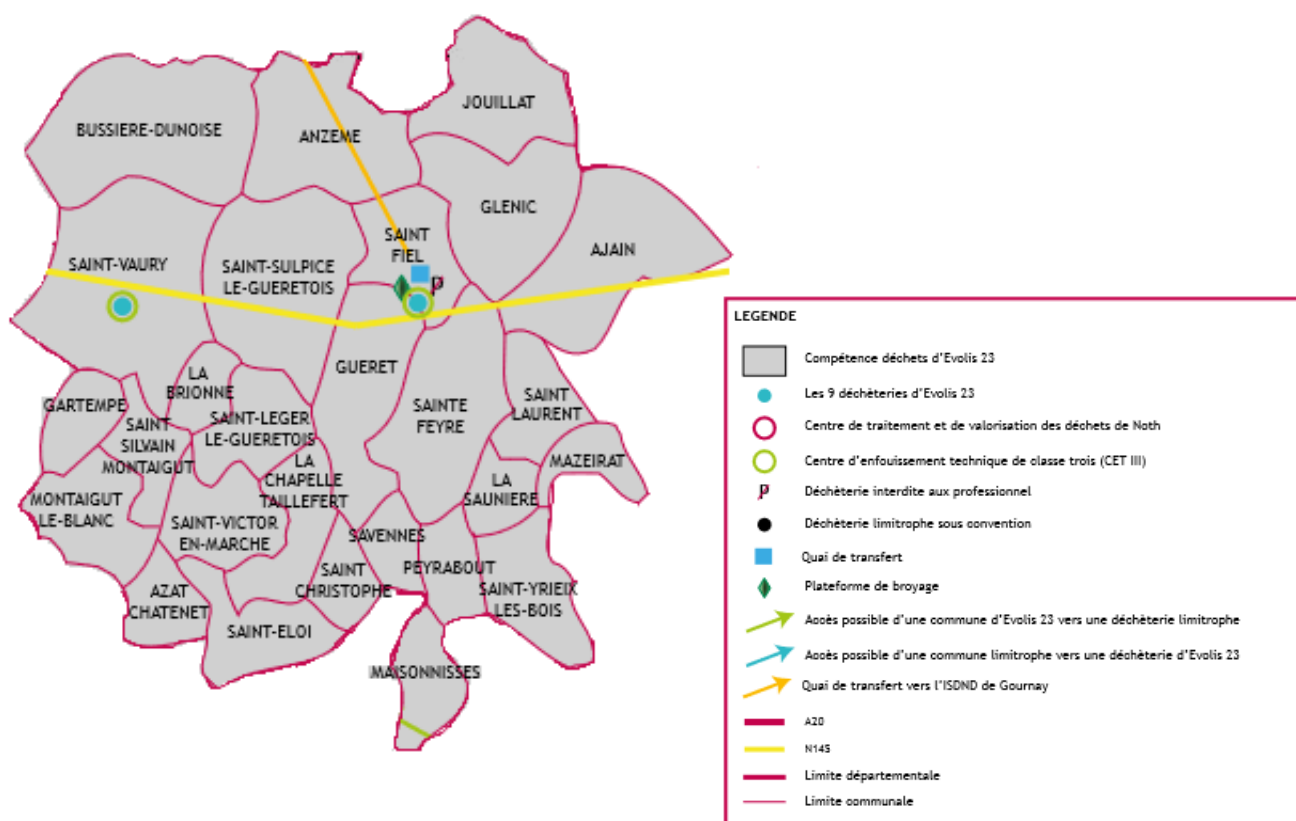 JOUILLAT
BUSSIERE-DUNOISE
ANZEME
GLENIC
SAINT
FIEL
AJAIN
SAINT-VAURY
SAINT-SULPICE
LE-GUERETOIS
P
GUERET
LA
BRIONNE
GARTEMPE
SAINT-LEGER
LE-GUERETOIS
SAINTE
FEYRE
SAINT
LAURENT
SAINT
SILVAIN
MONTAIGUT
LA
CHAPELLE
TAILLEFERT
MAZEIRAT
LA
SAUNIERE
MONTAIGUT
LE-BLANC
SAINT-VICTOR
EN-MARCHE
SAVENNES
PEYRABOUT
SAINT
CHRISTOPHE
AZAT
CHATENET
SAINT-YRIEIX
LES-BOIS
SAINT-ELOI
MAISONNISSES
LEGENDE
Compétence déchets d'Evolis 23
Les 9 déchèteries d'Evolis 23
Centre de traitement et de valorisation des déchets de Noth
Centre d'enfouissement technique de classe trois (CET III)
P Déchèterie interdite aux professionnel
Déchèterie limitrophe sous convention
Quai de transfert
Plateforme de broyage
Accès possible d'une commune d'Evolis 23 vers une déchèterie limitrophe
Accès possible d'une commune limitrophe vers une déchèterie d'Evolis 23
Quai de transfert vers l'ISDND de Gournay
A20
N145
Limite départementale
Limite communale